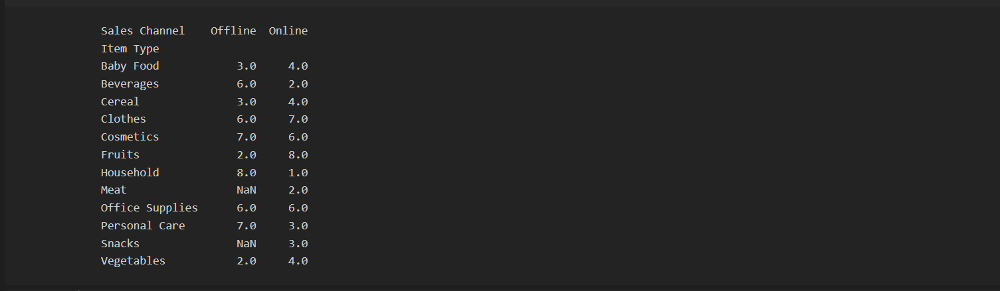 Sales Channel Offline Online
Item Type
Baby Food 3.0 4.0
Beverages 6.0 2.0
Cereal 3.0 4.0
Clothes 6.0 7.0
Cosmetics 7.0 6.0
Fruits 2.0 8.0
Household 8.0 1.0
Meat NaN 2.0
Office Supplies 6.0 6.0
Personal Care 7.0 3.0
Snacks NaN 3.0
Vegetables 2.0 4.0